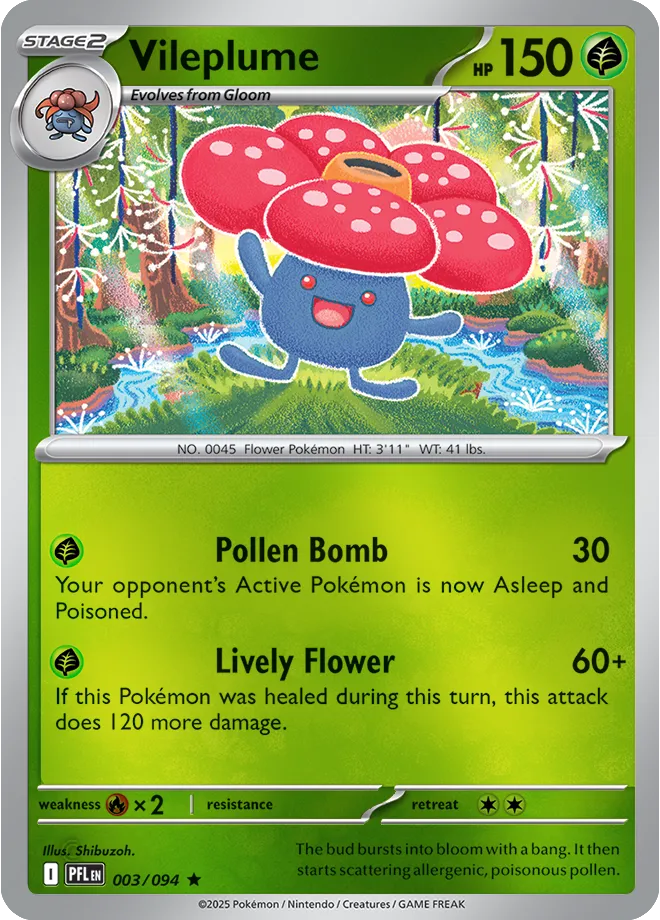 STAGE2
Vileplume
HP 150
Evolves from Gloom
NO. 0045 Flower Pokémon HT: 3'11" WT: 41 lbs.
Pollen Bomb 30
Your opponent's Active Pokémon is now Asleep and
Poisoned.
Lively Flower 60+
If this Pokémon was healed during this turn, this attack
does 120 more damage.
weakness ×2 resistance retreat
Illus. Shibuzoh.
The bud bursts into bloom with a bang. It then
starts scattering allergenic, poisonous pollen.
I PFL EN 003/094 ★
©2025 Pokémon / Nintendo / Creatures / GAME FREAK